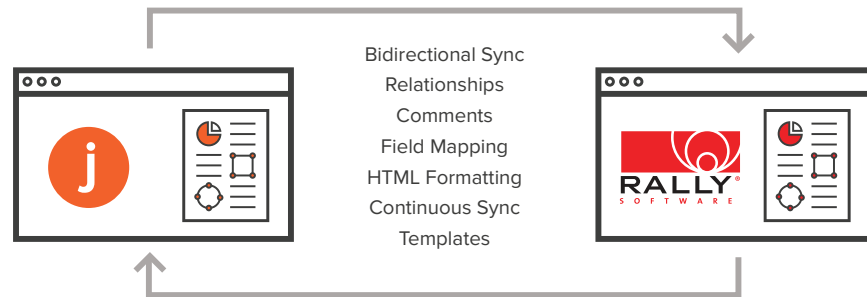 j
Bidirectional Sync
Relationships
Comments
Field Mapping
HTML Formatting
Continuous Sync
Templates
RALLY®
SOFTWARE